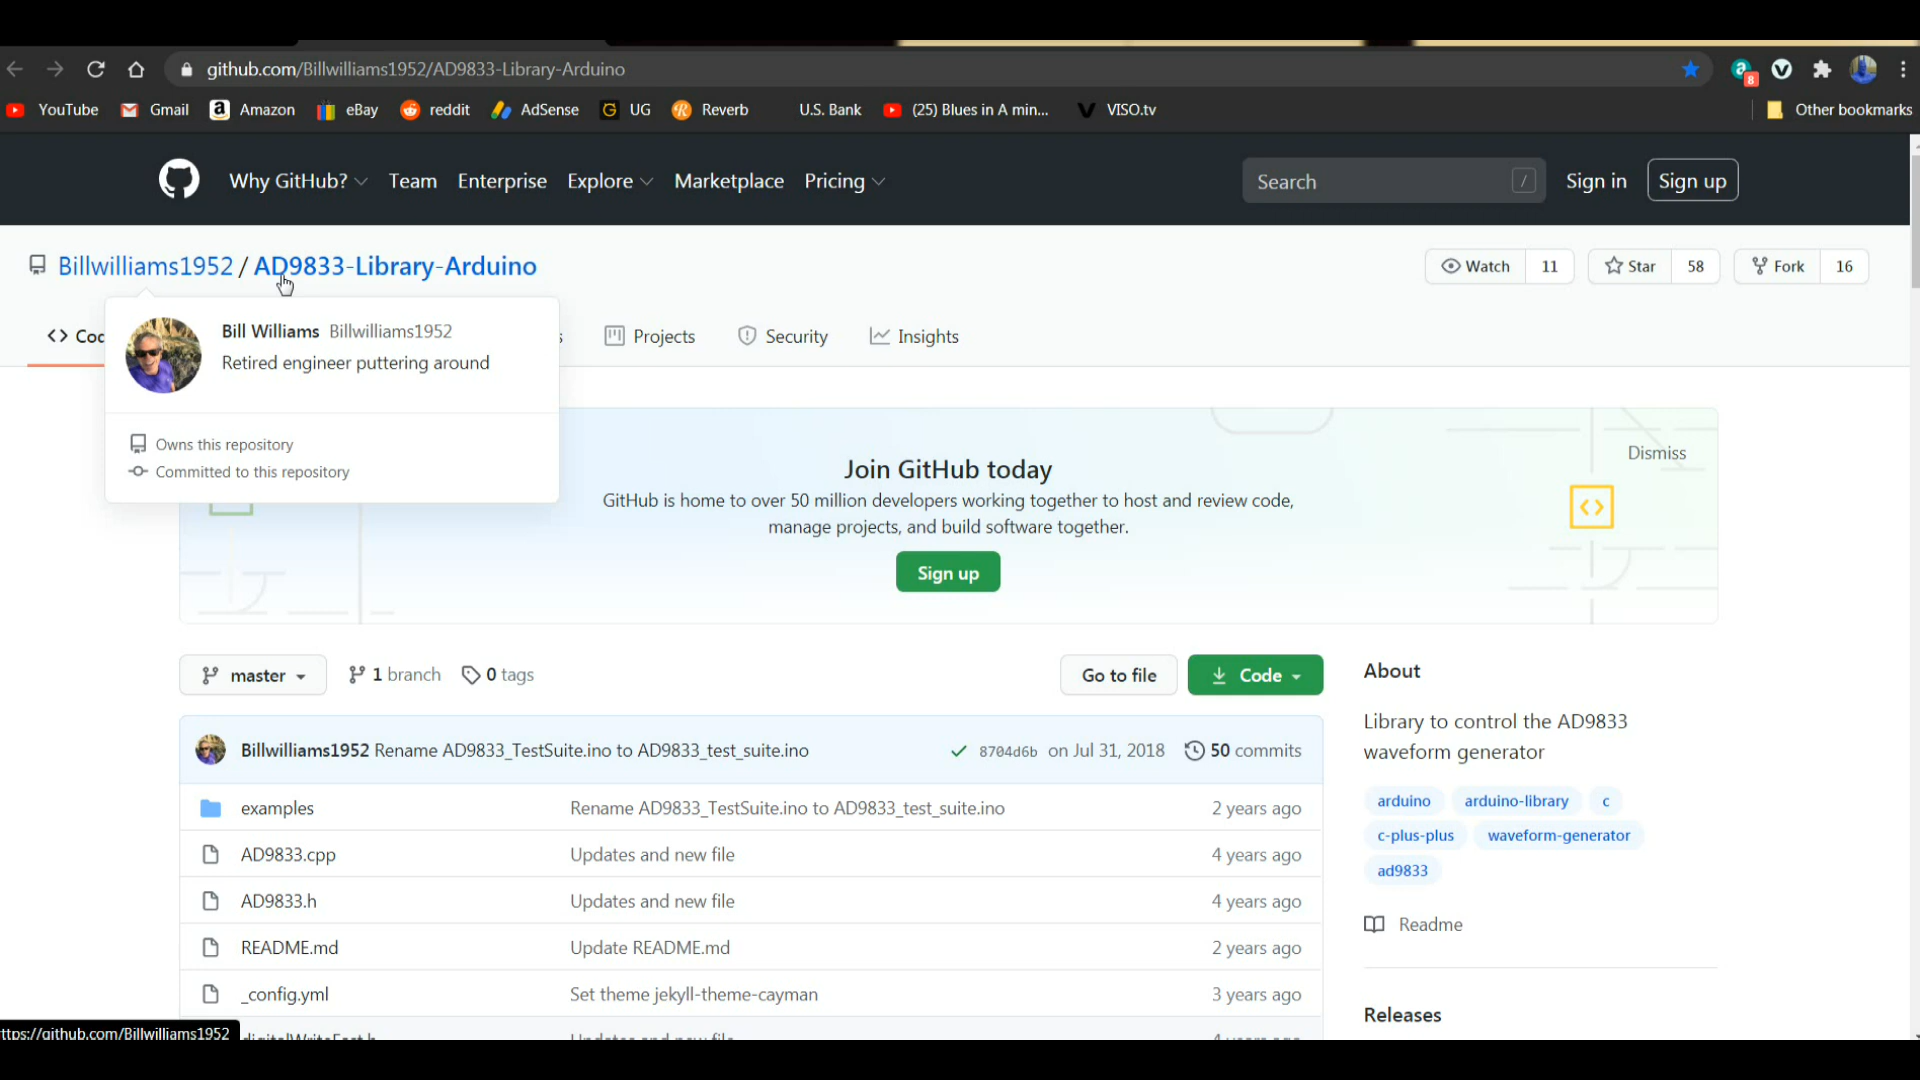 github.com/Billwilliams1952/AD9833-Library-Arduino
8
YouTube Gmail Amazon eBay reddit AdSense UG Reverb U.S. Bank (25) Blues in A min... VISO.tv Other bookmarks
Why GitHub? Team Enterprise Explore Marketplace Pricing Search / Sign in Sign up
Billwilliams1952 / AD9833-Library-Arduino Watch 11 Star 58 Fork 16
Projects Security Insights
Bill Williams Billwilliams1952
Retired engineer puttering around
Owns this repository
Committed to this repository
Dismiss
Join GitHub today
GitHub is home to over 50 million developers working together to host and review code,
manage projects, and build software together.
Sign up
master 1 branch 0 tags Go to file Code
Billwilliams1952 Rename AD9833_TestSuite.ino to AD9833_test_suite.ino 8704d6b on Jul 31, 2018 50 commits
examples Rename AD9833_TestSuite.ino to AD9833_test_suite.ino 2 years ago
AD9833.cpp Updates and new file 4 years ago
AD9833.h Updates and new file 4 years ago
README.md Update README.md 2 years ago
_config.yml Set theme jekyll-theme-cayman 3 years ago
About
Library to control the AD9833
waveform generator
arduino arduino-library c
c-plus-plus waveform-generator
ad9833
Readme
Releases
ttps://github.com/Billwilliams1952